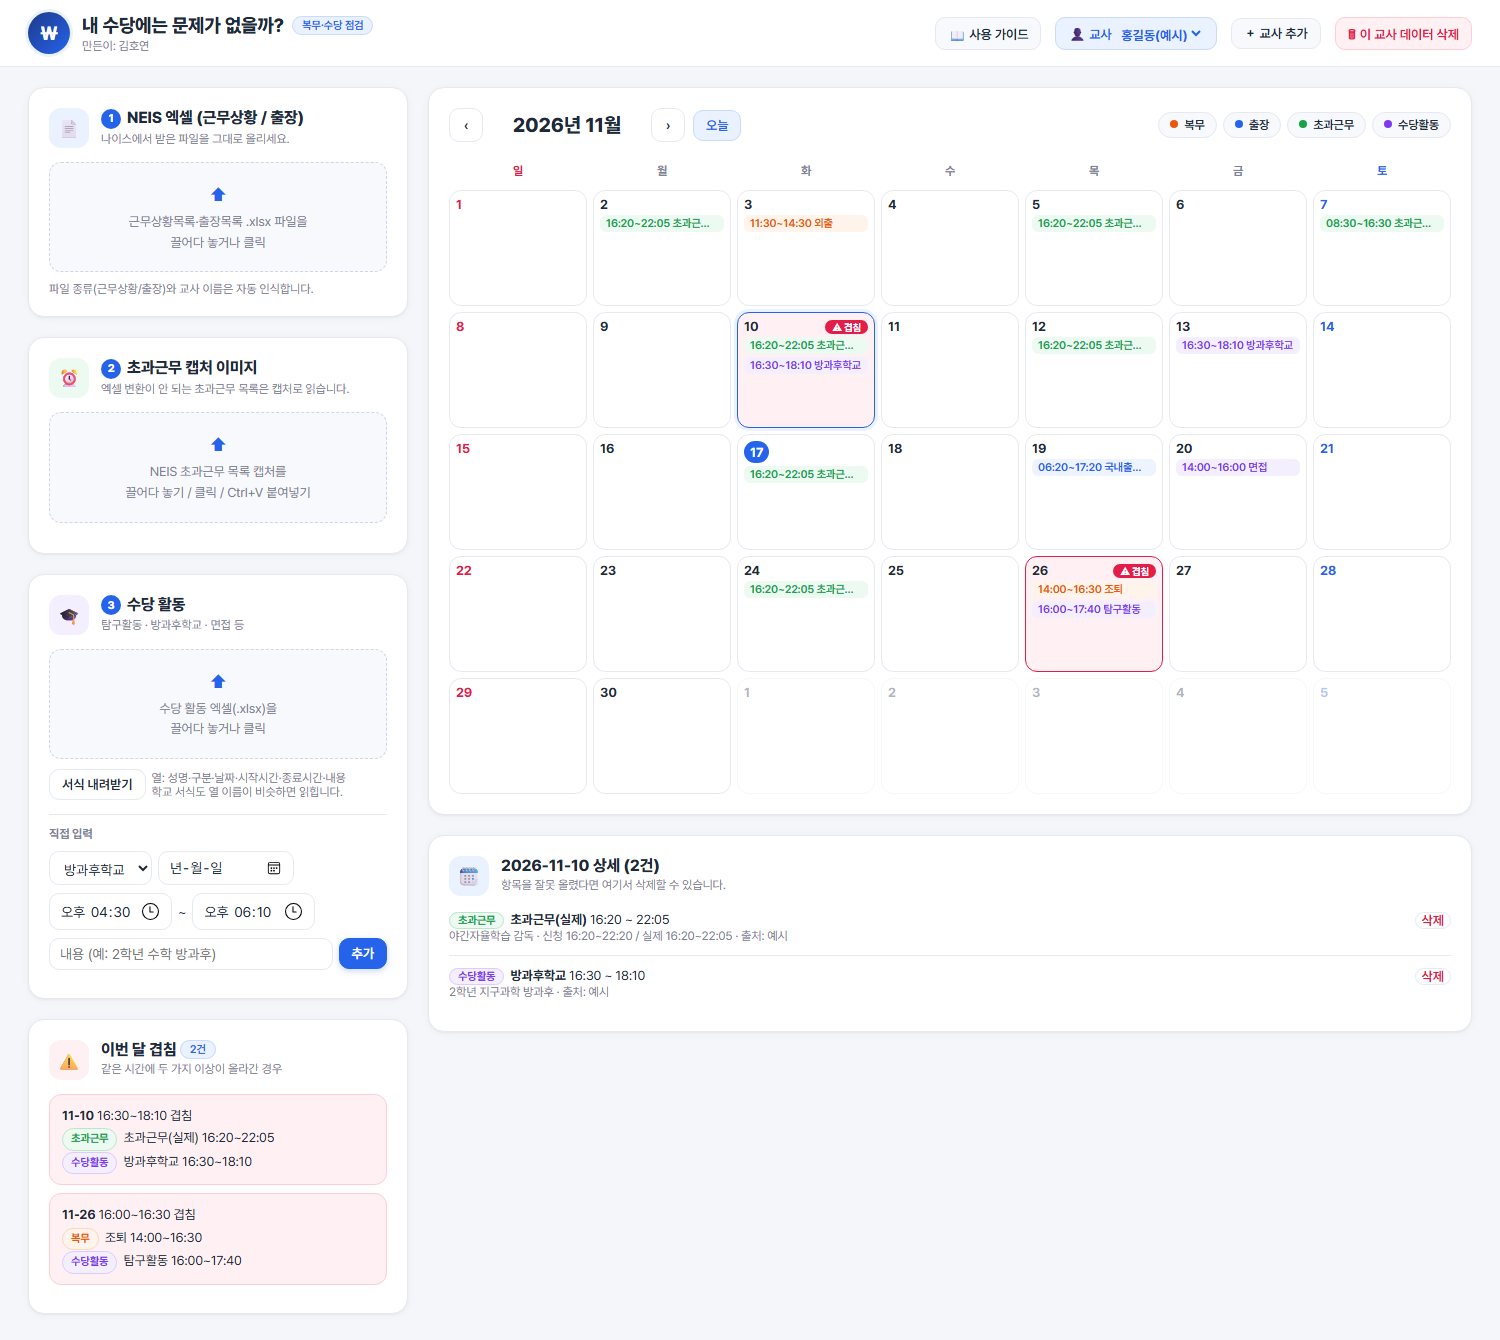 ₩
내 수당에는 문제가 없을까? 복무·수당 점검
만든이: 김호연
사용 가이드
교사 홍길동(예시)
+ 교사 추가
이 교사 데이터 삭제
1 NEIS 엑셀 (근무상황 / 출장)
나이스에서 받은 파일을 그대로 올리세요.
근무상황목록·출장목록 .xlsx 파일을
끌어다 놓거나 클릭
파일 종류(근무상황/출장)와 교사 이름은 자동 인식합니다.
2 초과근무 캡처 이미지
엑셀 변환이 안 되는 초과근무 목록은 캡처로 읽습니다.
NEIS 초과근무 목록 캡처를
끌어다 놓기 / 클릭 / Ctrl+V 붙여넣기
3 수당 활동
탐구활동 · 방과후학교 · 면접 등
수당 활동 엑셀(.xlsx)을
끌어다 놓거나 클릭
서식 내려받기
열: 성명·구분·날짜·시작시간·종료시간·내용
학교 서식도 열 이름이 비슷하면 읽힙니다.
직접 입력
방과후학교 년-월-일
오후 04:30 ~ 오후 06:10
내용 (예: 2학년 수학 방과후) 추가
이번 달 겹침 2건
같은 시간에 두 가지 이상이 올라간 경우
11-10 16:30~18:10 겹침
초과근무 초과근무(실제) 16:20~22:05
수당활동 방과후학교 16:30~18:10
11-26 16:00~16:30 겹침
복무 조퇴 14:00~16:30
수당활동 탐구활동 16:00~17:40
‹ 2026년 11월 › 오늘
복무 출장 초과근무 수당활동
일 월 화 수 목 금 토
1 2 3 4 5 6 7
16:20~22:05 초과근... 11:30~14:30 외출 16:20~22:05 초과근... 08:30~16:30 초과근...
8 9 10 겹침 11 12 13 14
16:20~22:05 초과근... 16:20~22:05 초과근... 16:30~18:10 방과후학교
16:30~18:10 방과후학교
15 16 17 18 19 20 21
16:20~22:05 초과근... 06:20~17:20 국내출... 14:00~16:00 면접
22 23 24 25 26 겹침 27 28
16:20~22:05 초과근... 14:00~16:30 조퇴
16:00~17:40 탐구활동
29 30 1 2 3 4 5
2026-11-10 상세 (2건)
항목을 잘못 올렸다면 여기서 삭제할 수 있습니다.
초과근무 초과근무(실제) 16:20 ~ 22:05 삭제
야간자율학습 감독 · 신청 16:20~22:20 / 실제 16:20~22:05 · 출처: 예시
수당활동 방과후학교 16:30 ~ 18:10 삭제
2학년 지구과학 방과후 · 출처: 예시